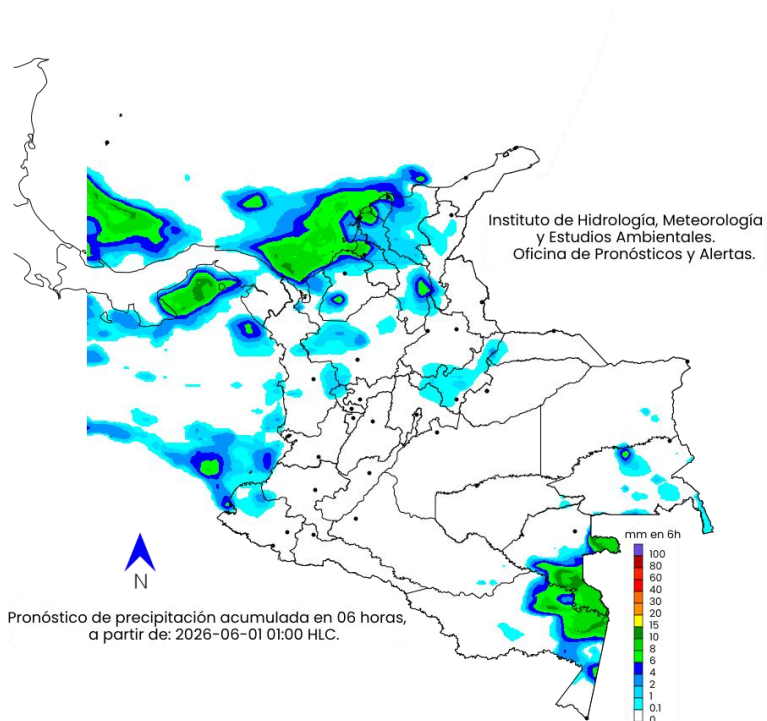 Instituto de Hidrología, Meteorología
y Estudios Ambientales.
Oficina de Pronósticos y Alertas.
mm en 6h
100
80
60
40
30
20
15
10
8
6
4
2
1
0.1
0
N
Pronóstico de precipitación acumulada en 06 horas,
a partir de: 2026-06-01 01:00 HLC.